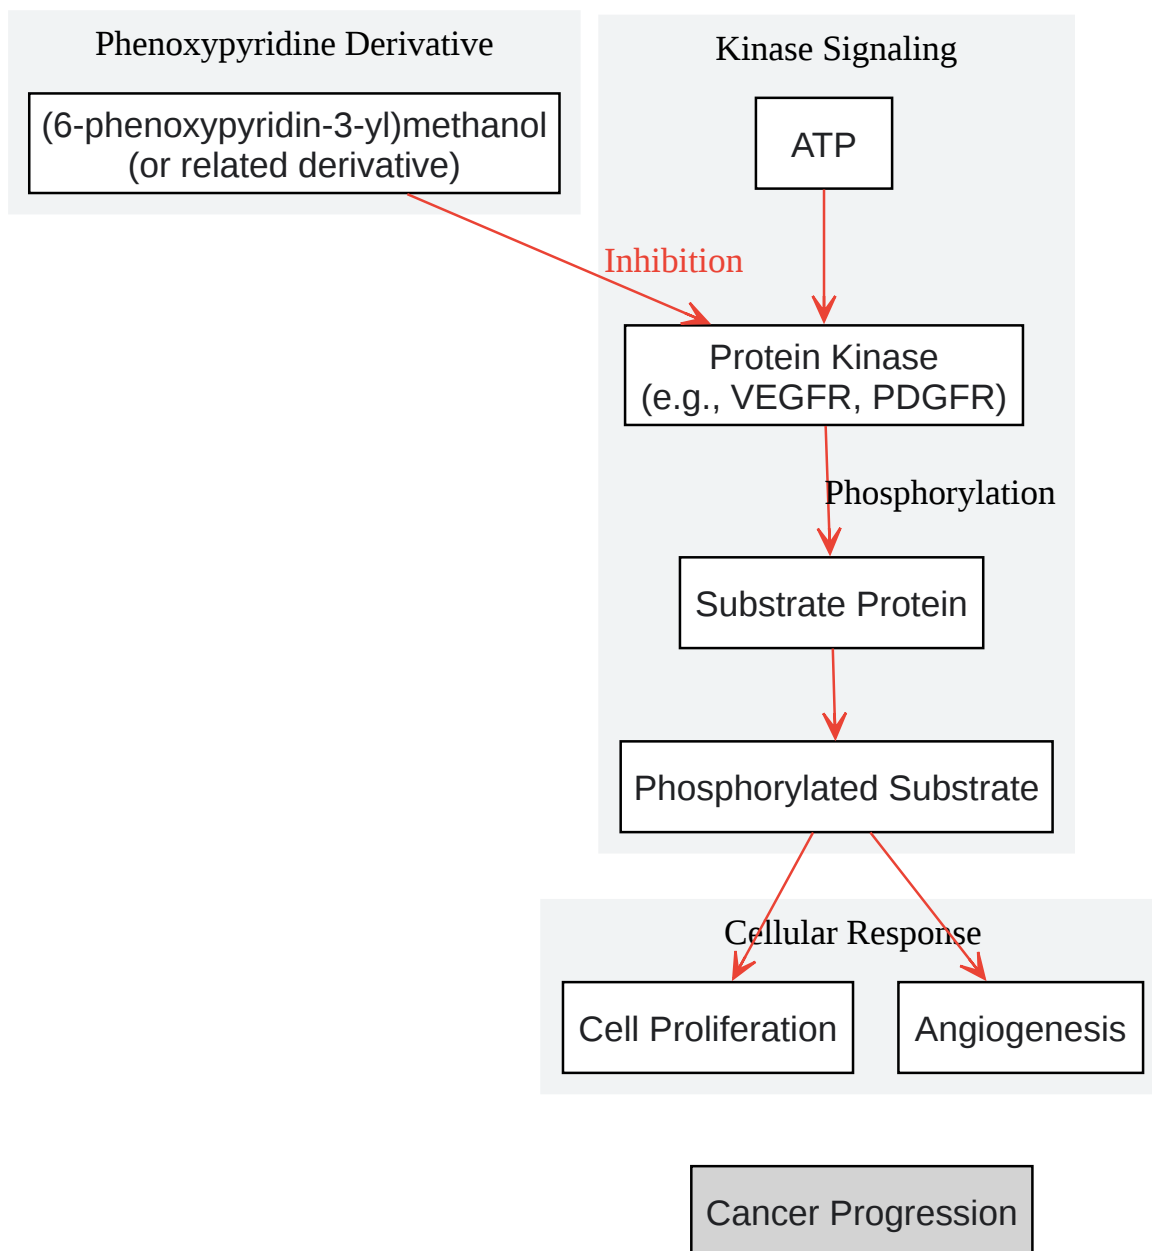 Phenoxypyridine Derivative
(6-phenoxypyridin-3-yl)methanol
(or related derivative)
Kinase Signaling
ATP
Inhibition
Protein Kinase
(e.g., VEGFR, PDGFR)
Phosphorylation
Substrate Protein
Phosphorylated Substrate
Cellular Response
Cell Proliferation
Angiogenesis
Cancer Progression